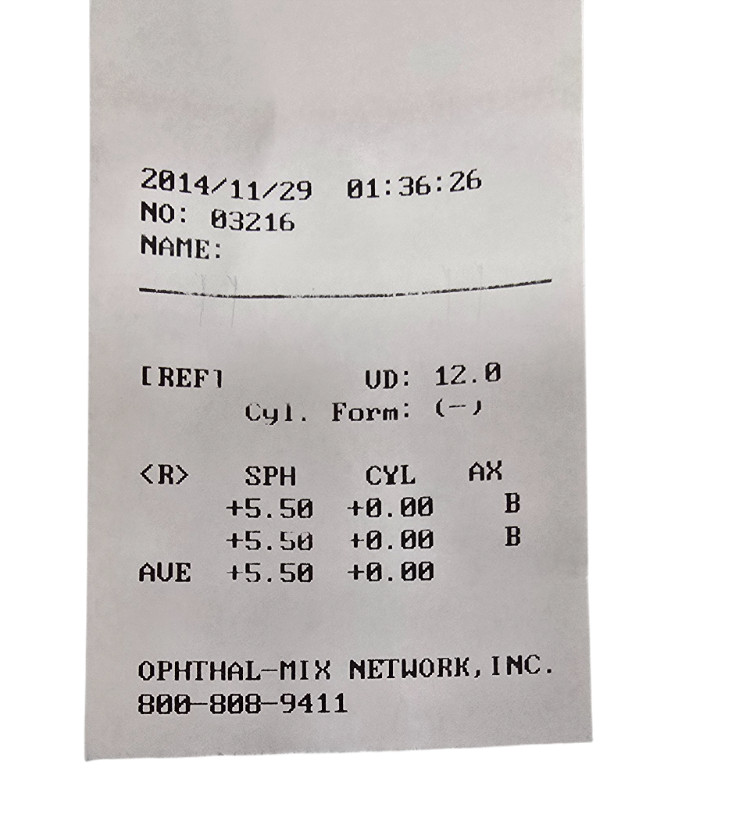 2014/11/29 01:36:26
NO: 03216
NAME:
[REF] VD: 12.0
Cyl. Form: (-)
<R> SPH CYL AX
+5.50 +0.00 B
+5.50 +0.00 B
AVE +5.50 +0.00
OPHTHAL-MIX NETWORK, INC.
800-808-9411